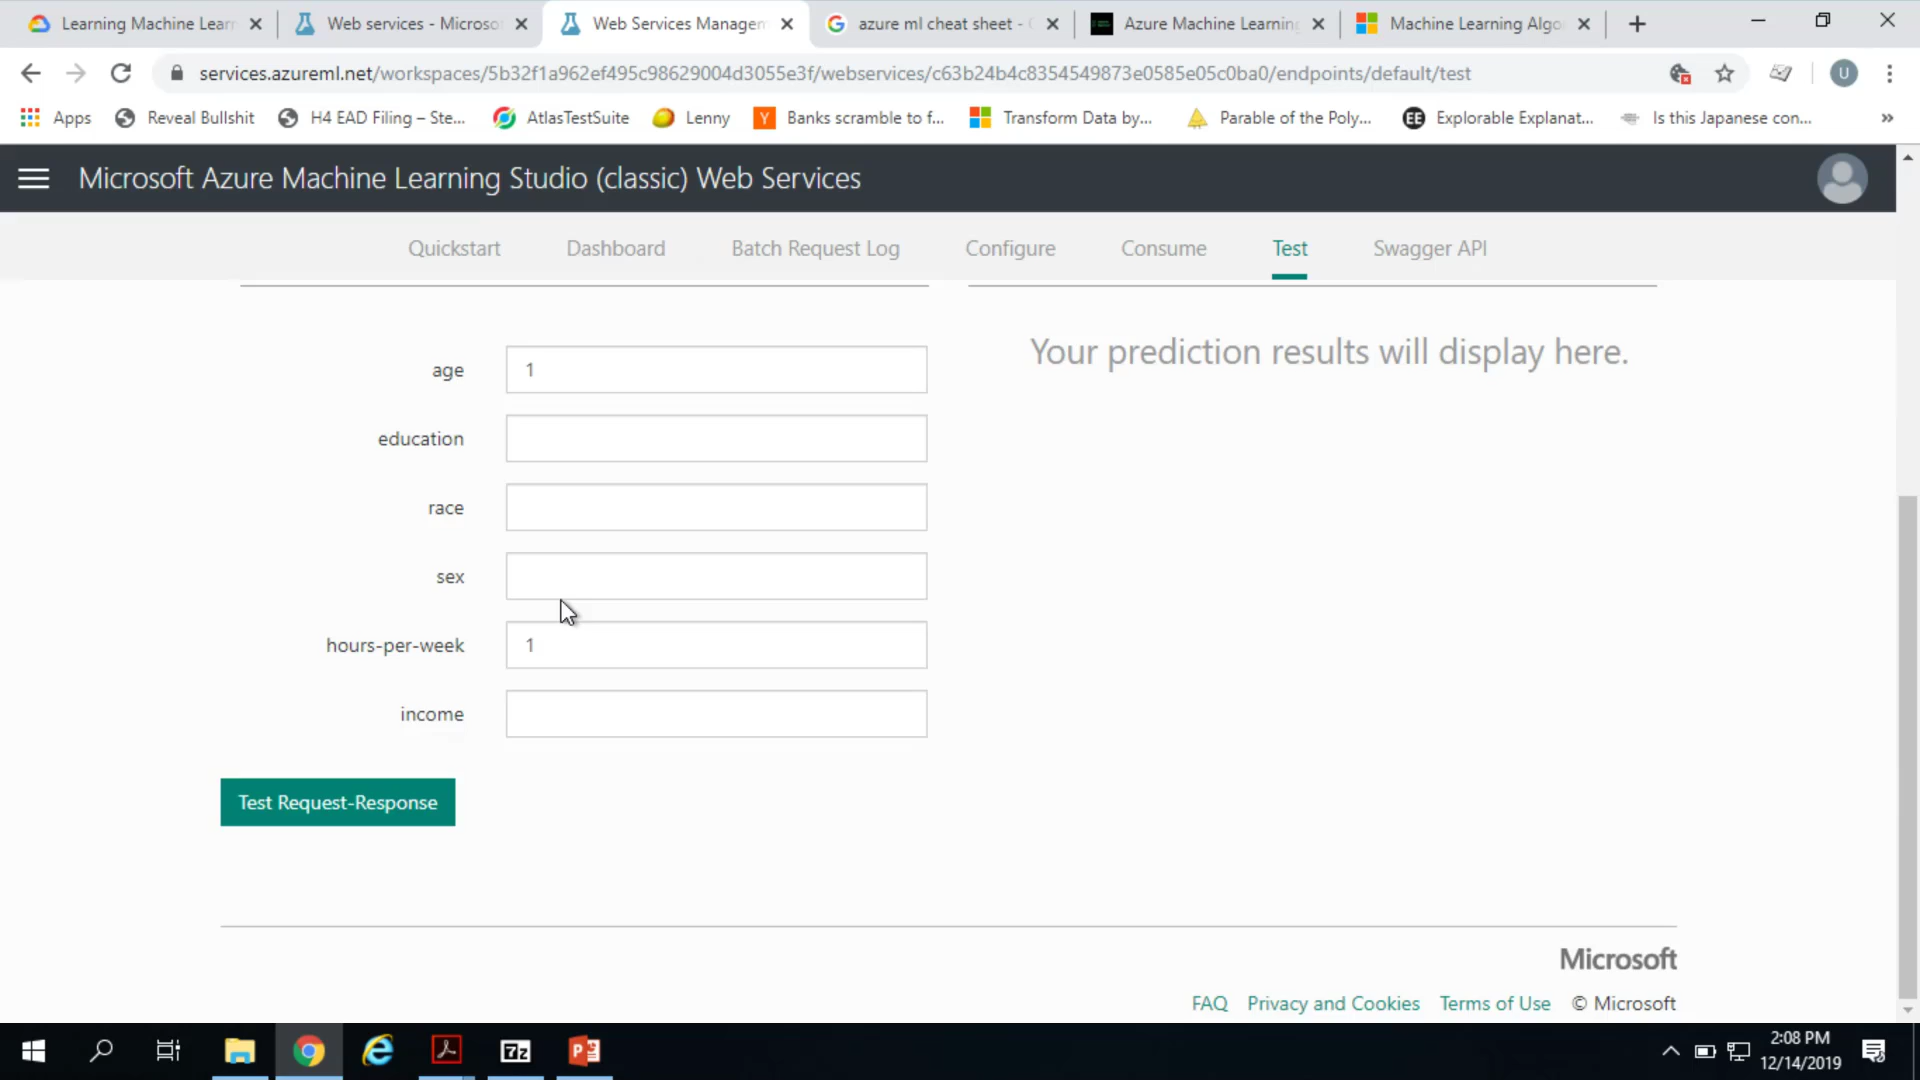 Learning Machine Learn
Web services - Microso
Web Services Managem
azure ml cheat sheet -
Azure Machine Learning
Machine Learning Algo
services.azureml.net/workspaces/5b32f1a962ef495c98629004d3055e3f/webservices/c63b24b4c8354549873e0585e05c0ba0/endpoints/default/test
U
Apps
Reveal Bullshit
H4 EAD Filing – Ste...
AtlasTestSuite
Lenny
Y
Banks scramble to f...
Transform Data by...
Parable of the Poly...
EE
Explorable Explanat...
Is this Japanese con...
»
Microsoft Azure Machine Learning Studio (classic) Web Services
Quickstart
Dashboard
Batch Request Log
Configure
Consume
Test
Swagger API
Your prediction results will display here.
age 1
education
race
sex
hours-per-week 1
income
Test Request-Response
Microsoft
FAQ Privacy and Cookies Terms of Use © Microsoft
7z
P
2:08 PM
12/14/2019